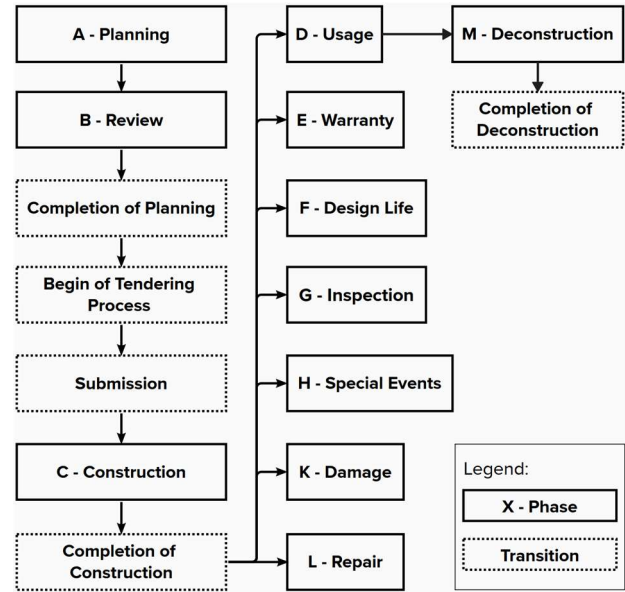 A - Planning
B - Review
Completion of Planning
Begin of Tendering
Process
Submission
C - Construction
Completion of
Construction
D - Usage
E - Warranty
F - Design Life
G - Inspection
H - Special Events
K - Damage
L - Repair
M - Deconstruction
Completion of
Deconstruction
Legend:
X - Phase
Transition